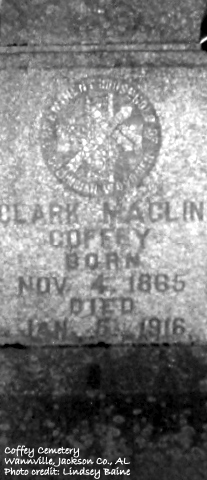 CLARK MACLIN
COFFEY
BORN
NOV. 4. 1865
DIED
JAN. 6. 1916
Coffey Cemetery
Wannville, Jackson Co., AL
Photo credit: Lindsey Baine